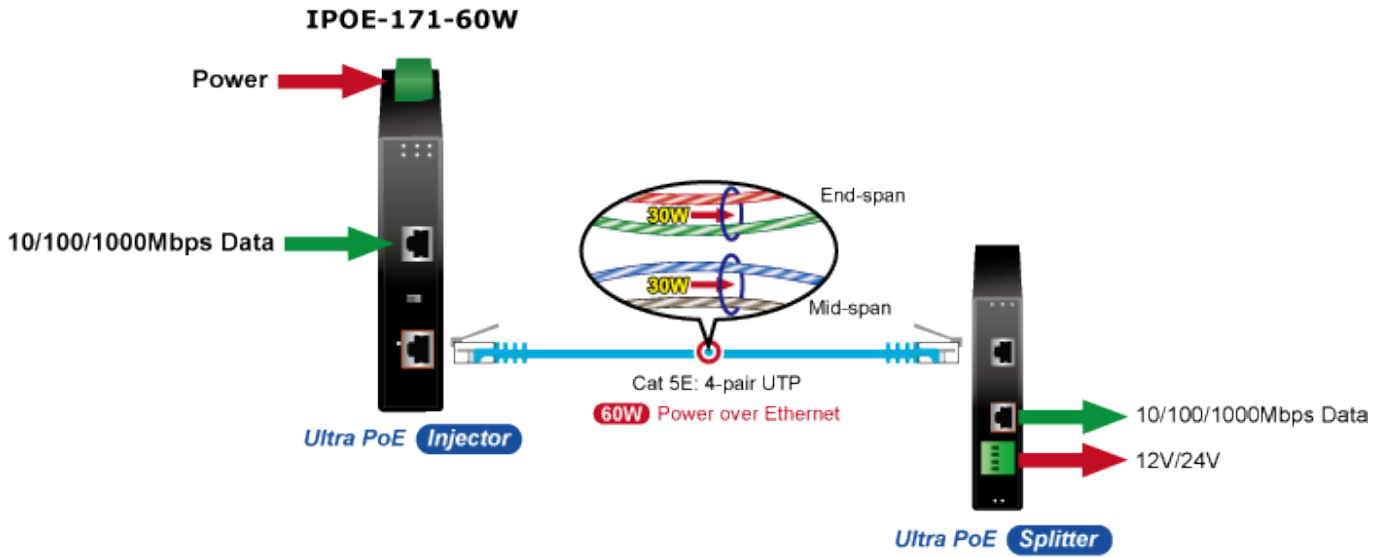 IPOE-171-60W
Power
10/100/1000Mbps Data
30W
End-span
30W
Mid-span
Cat 5E: 4-pair UTP
60W Power over Ethernet
Ultra PoE Injector
10/100/1000Mbps Data
12V/24V
Ultra PoE Splitter